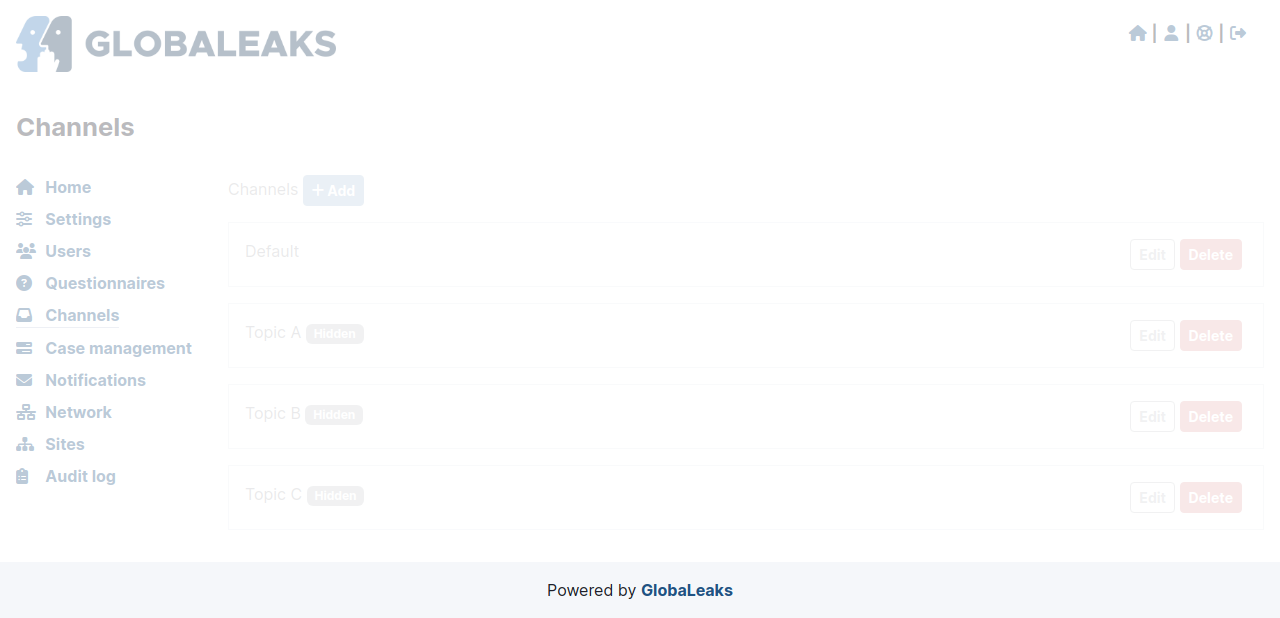 GLOBALEAKS
| | |
Channels
Home
Settings
Users
Questionnaires
Channels
Case management
Notifications
Network
Sites
Audit log
Channels + Add
Default Edit Delete
Topic A Hidden Edit Delete
Topic B Hidden Edit Delete
Topic C Hidden Edit Delete
Powered by GlobaLeaks